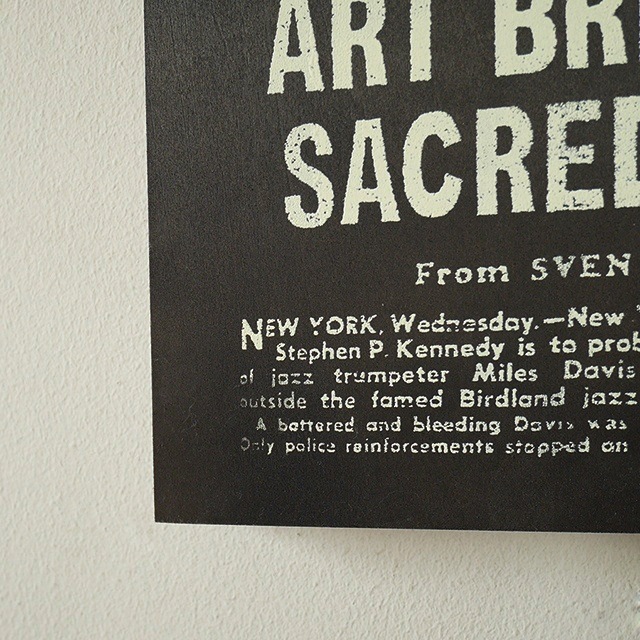 ART BR
SACRED
From SVEN
NEW YORK, Wednesday.—New
Stephen P. Kennedy is to prob
of jazz trumpeter Miles Davis
outside the famed Birdland jazz
A battered and bleeding Davis was
Only police reinforcements stopped an